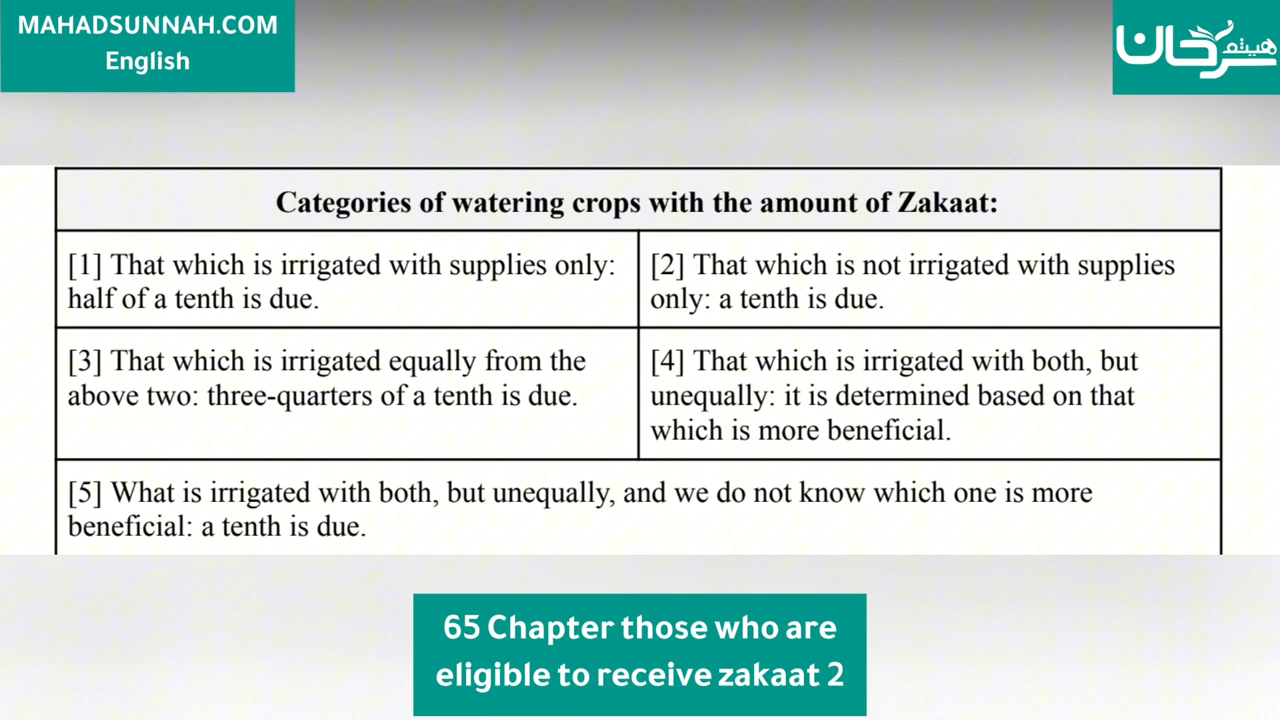 MAHADSUNNAH.COM
English
هيثم
سرحان
Categories of watering crops with the amount of Zakaat:
[1] That which is irrigated with supplies only:
half of a tenth is due.
[2] That which is not irrigated with supplies
only: a tenth is due.
[3] That which is irrigated equally from the
above two: three-quarters of a tenth is due.
[4] That which is irrigated with both, but
unequally: it is determined based on that
which is more beneficial.
[5] What is irrigated with both, but unequally, and we do not know which one is more
beneficial: a tenth is due.
65 Chapter those who are
eligible to receive zakaat 2